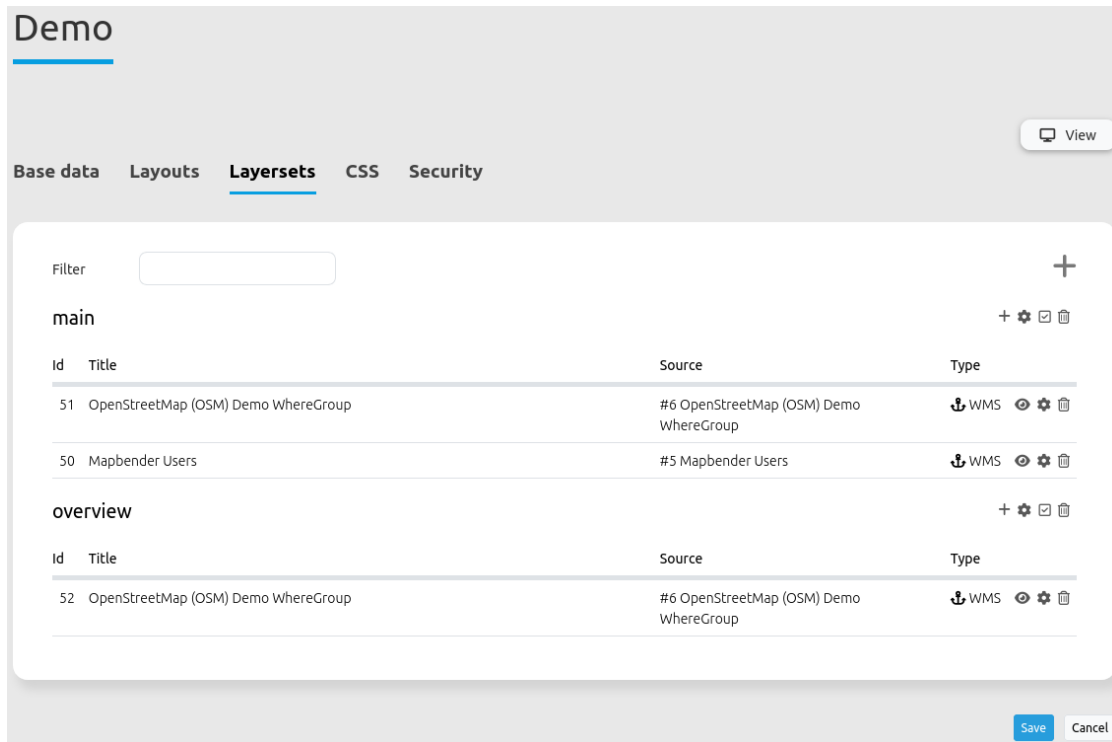 Demo
View
Base data Layouts Layersets CSS Security
Filter
main
Id Title Source Type
51 OpenStreetMap (OSM) Demo WhereGroup #6 OpenStreetMap (OSM) Demo WMS
WhereGroup
50 Mapbender Users #5 Mapbender Users WMS
overview
Id Title Source Type
52 OpenStreetMap (OSM) Demo WhereGroup #6 OpenStreetMap (OSM) Demo WMS
WhereGroup
Save Cancel